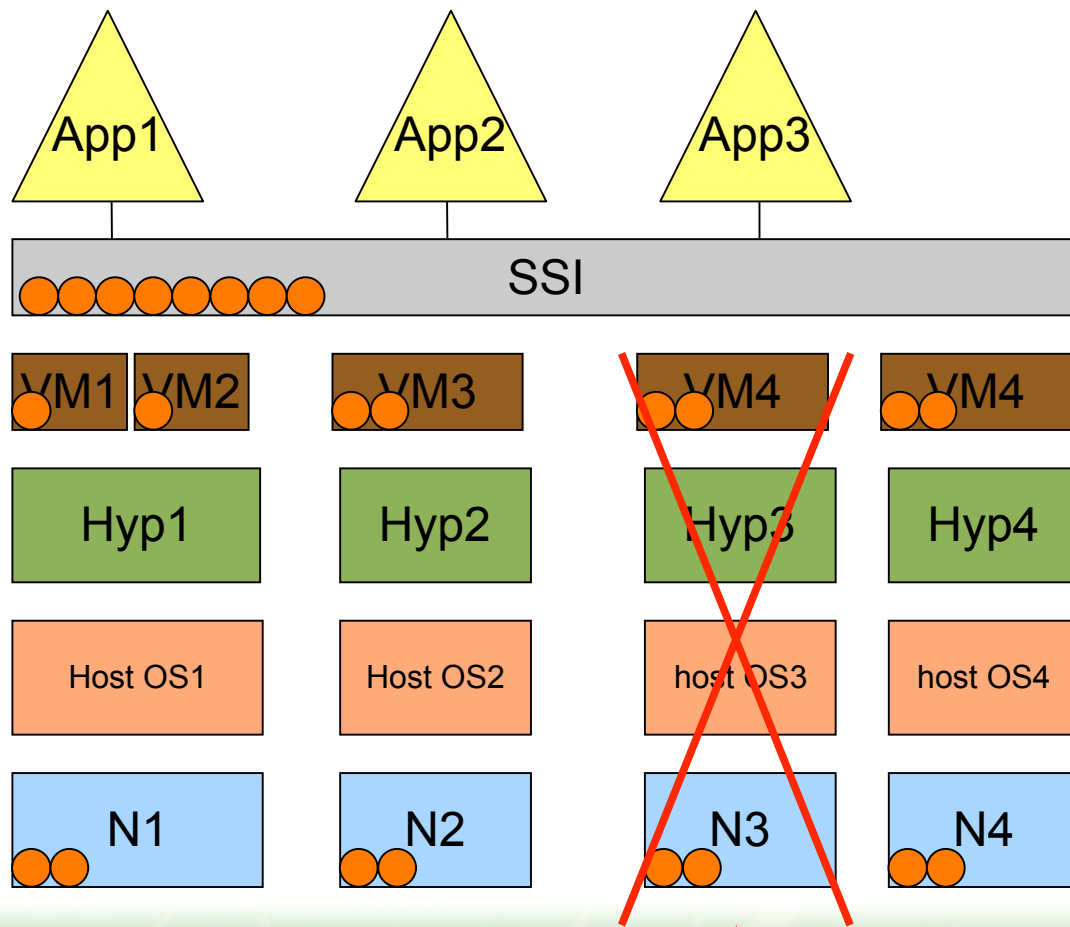 App1
App2
App3
SSI
VM1
VM2
VM3
VM4
VM4
Hyp1
Hyp2
Hyp3
Hyp4
Host OS1
Host OS2
host OS3
host OS4
N1
N2
N3
N4